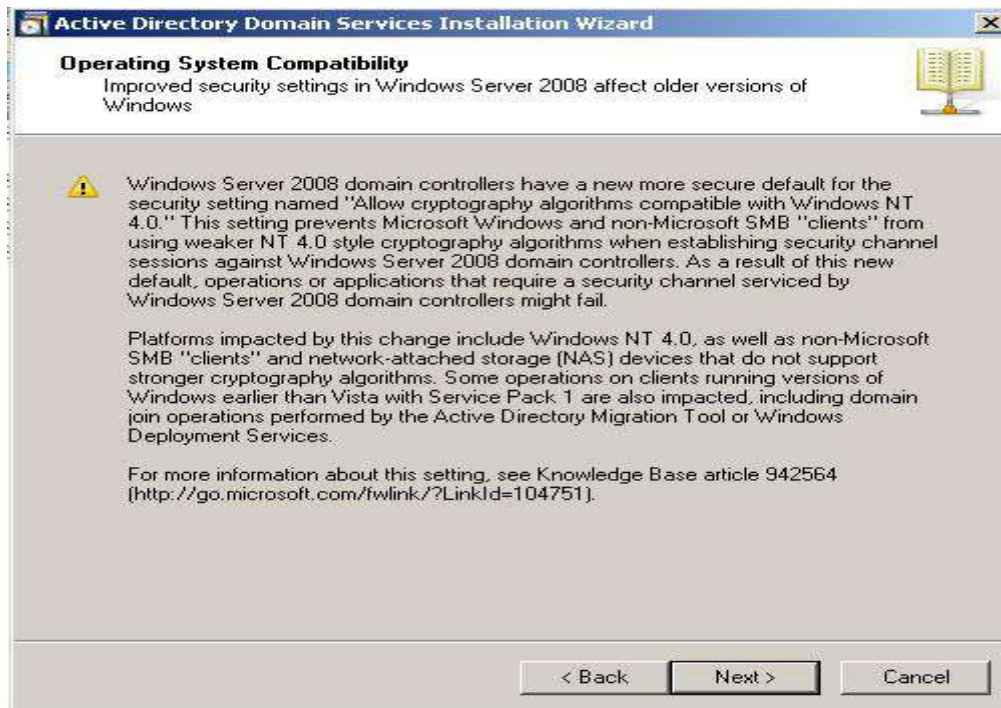 Active Directory Domain Services Installation Wizard
Operating System Compatibility
Improved security settings in Windows Server 2008 affect older versions of
Windows
Windows Server 2008 domain controllers have a new more secure default for the
security setting named "Allow cryptography algorithms compatible with Windows NT
4.0." This setting prevents Microsoft Windows and non-Microsoft SMB "clients" from
using weaker NT 4.0 style cryptography algorithms when establishing security channel
sessions against Windows Server 2008 domain controllers. As a result of this new
default, operations or applications that require a security channel serviced by
Windows Server 2008 domain controllers might fail.
Platforms impacted by this change include Windows NT 4.0, as well as non-Microsoft
SMB "clients" and network-attached storage (NAS) devices that do not support
stronger cryptography algorithms. Some operations on clients running versions of
Windows earlier than Vista with Service Pack 1 are also impacted, including domain
join operations performed by the Active Directory Migration Tool or Windows
Deployment Services.
For more information about this setting, see Knowledge Base article 942564
(http://go.microsoft.com/fwlink/?LinkId=104751).
< Back Next > Cancel